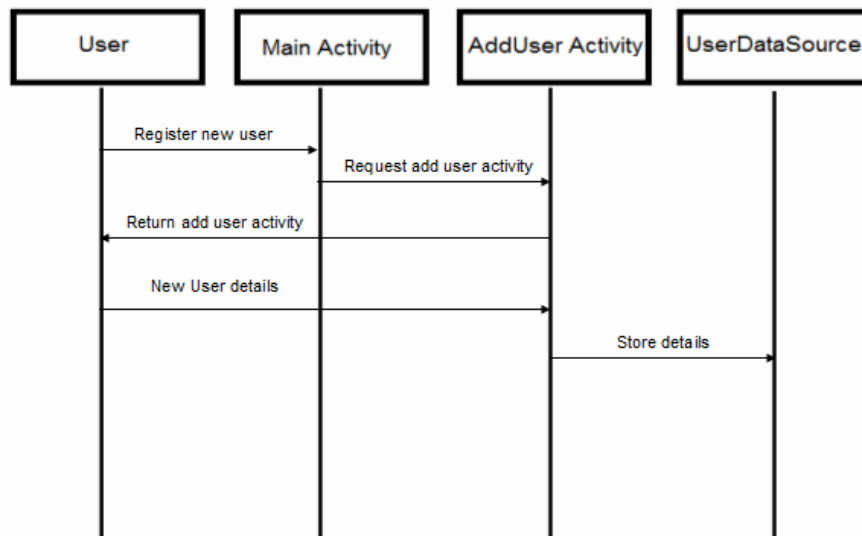 User
Main Activity
AddUser Activity
UserDataSource
Register new user
Request add user activity
Return add user activity
New User details
Store details